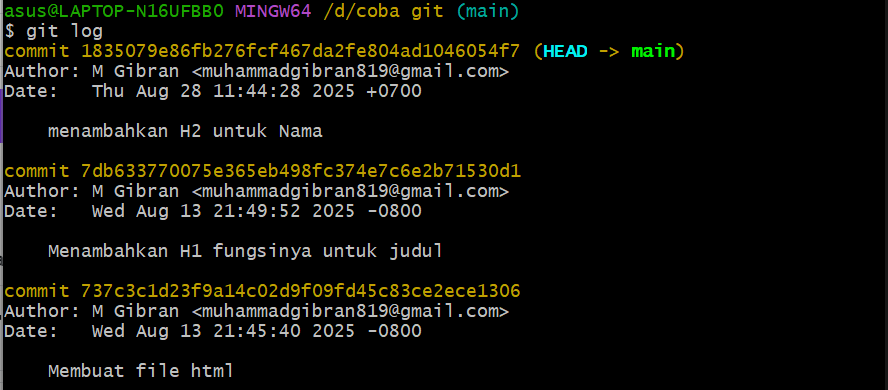 asus@LAPTOP-N16UFBB0 MINGW64 /d/coba git (main)
$ git log
commit 1835079e86fb276fcf467da2fe804ad1046054f7 (HEAD -> main)
Author: M Gibran <muhammadgibran819@gmail.com>
Date:   Thu Aug 28 11:44:28 2025 +0700
    menambahkan H2 untuk Nama
commit 7db633770075e365eb498fc374e7c6e2b71530d1
Author: M Gibran <muhammadgibran819@gmail.com>
Date:   Wed Aug 13 21:49:52 2025 -0800
    Menambahkan H1 fungsinya untuk judul
commit 737c3c1d23f9a14c02d9f09fd45c83ce2ece1306
Author: M Gibran <muhammadgibran819@gmail.com>
Date:   Wed Aug 13 21:45:40 2025 -0800
    Membuat file html